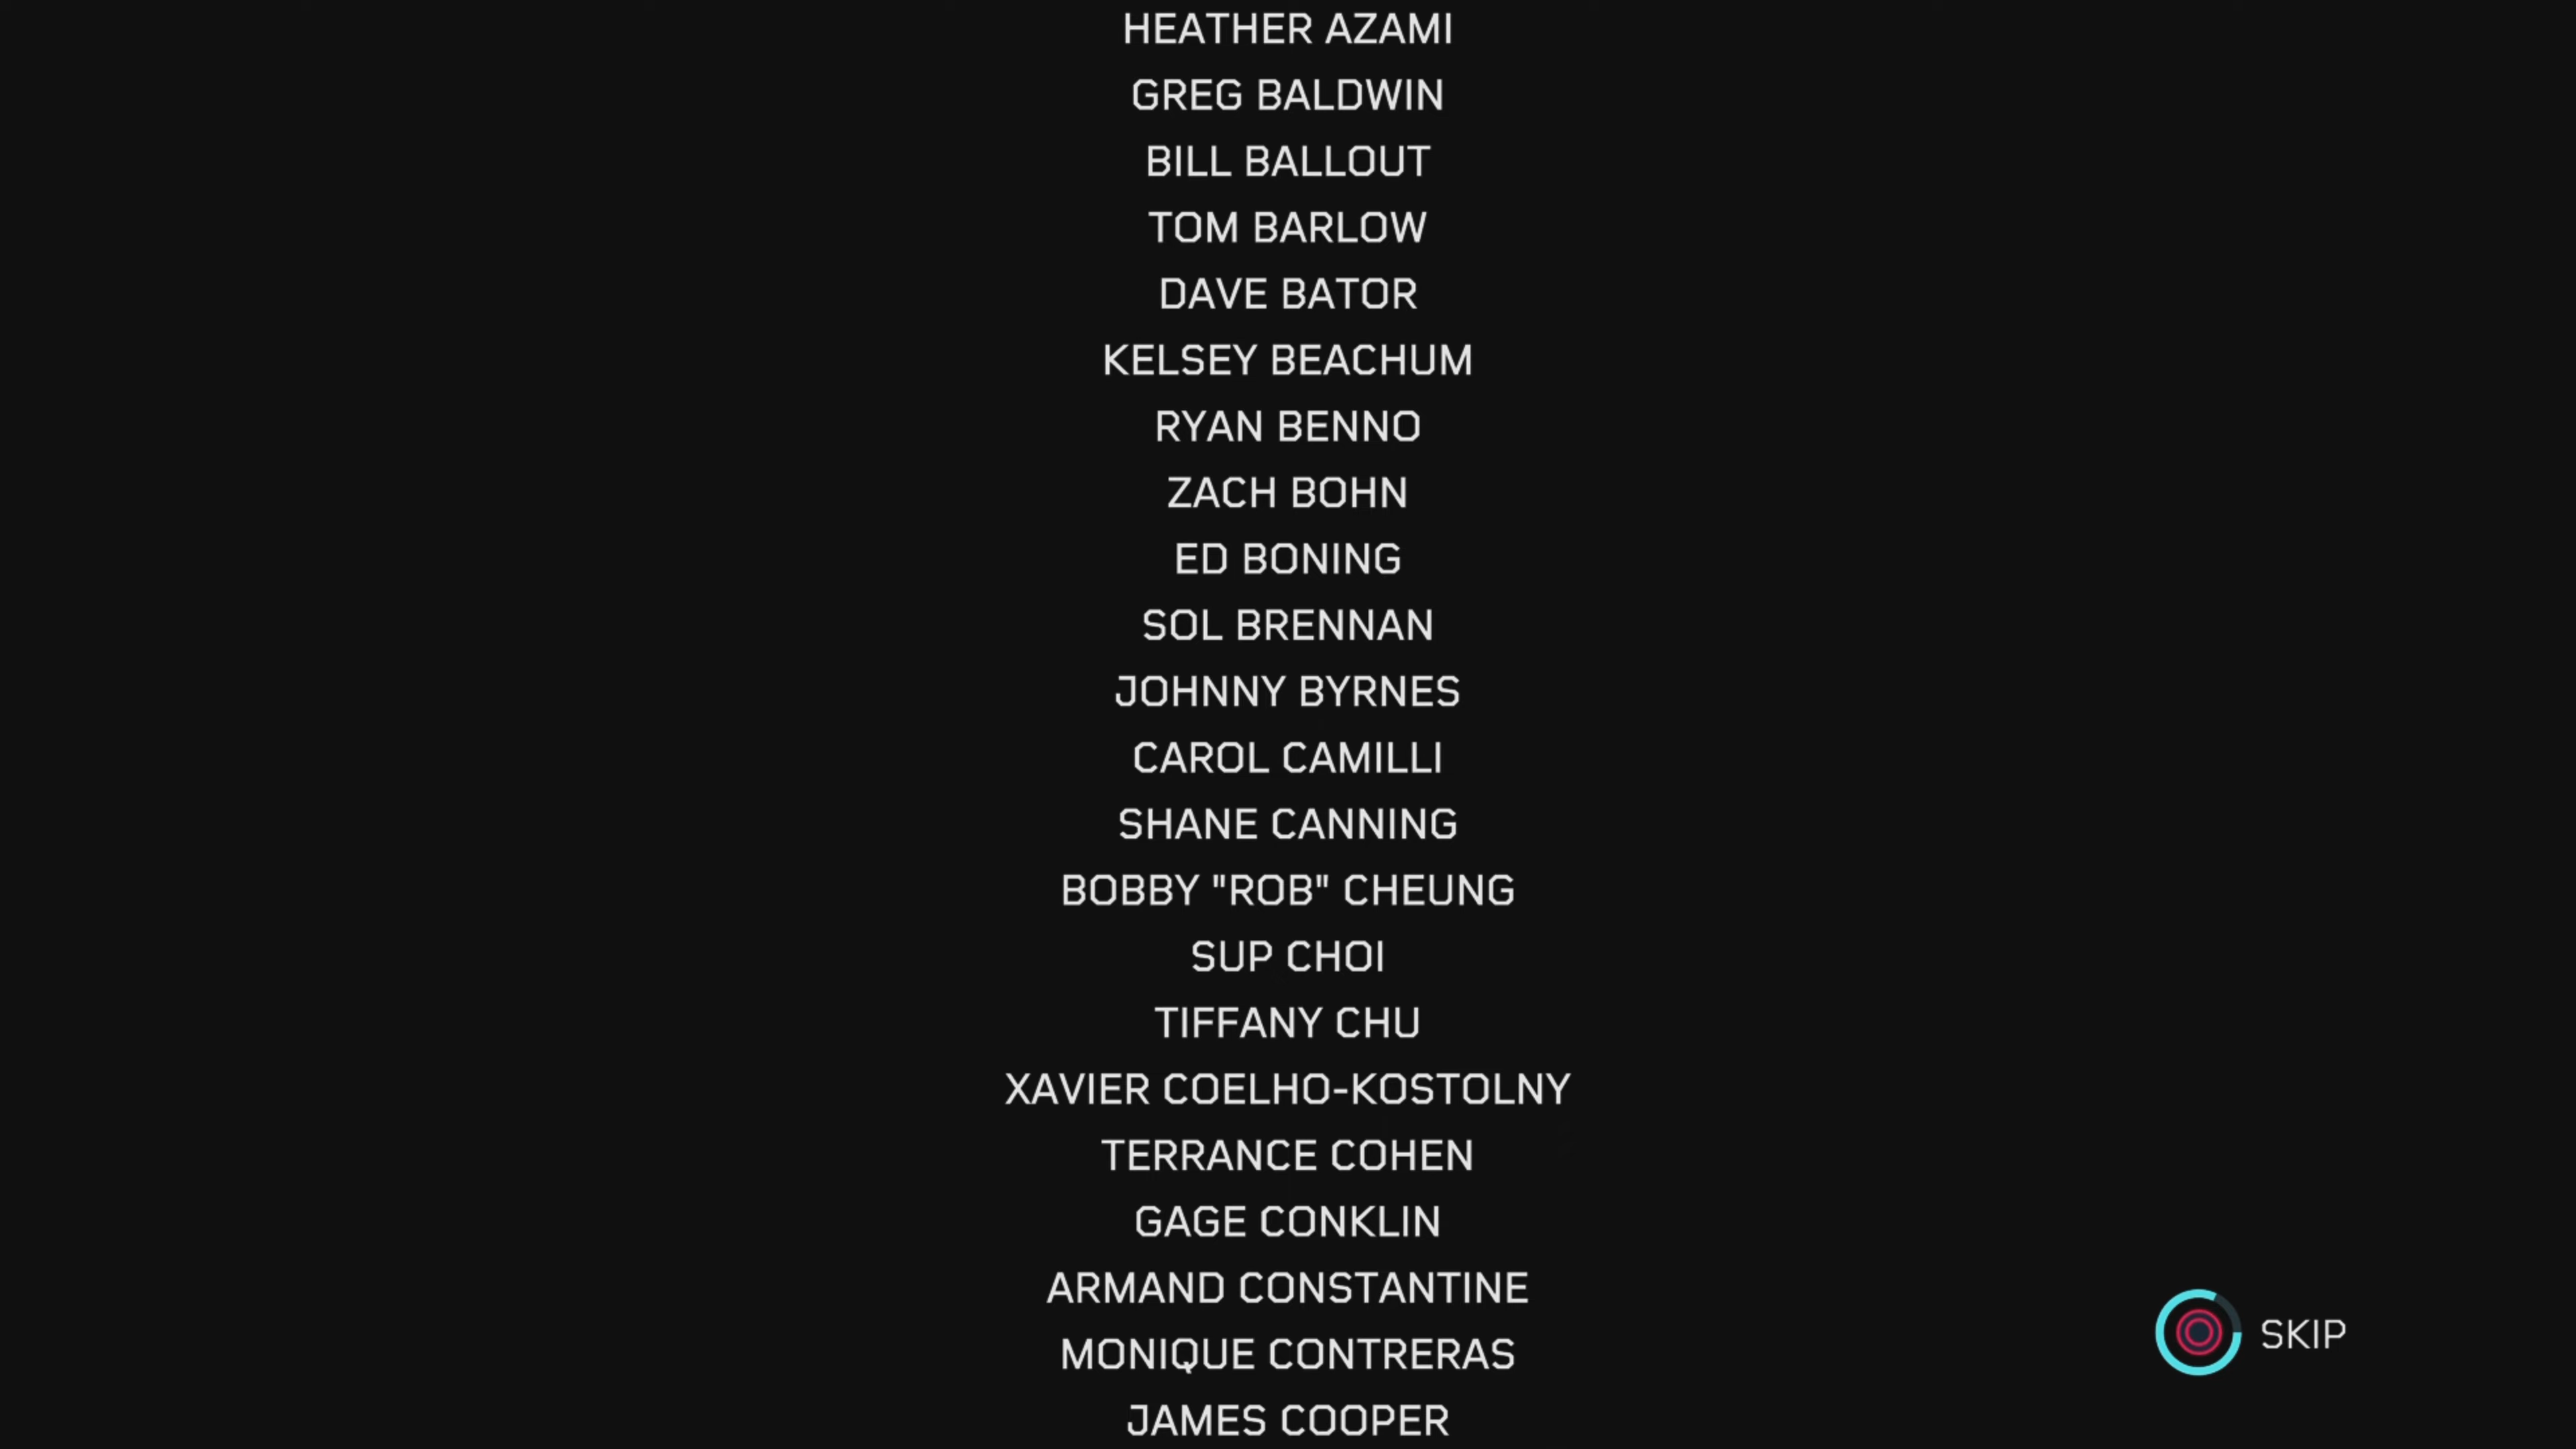 HEATHER AZAMI
GREG BALDWIN
BILL BALLOUT
TOM BARLOW
DAVE BATOR
KELSEY BEACHUM
RYAN BENNO
ZACH BOHN
ED BONING
SOL BRENNAN
JOHNNY BYRNES
CAROL CAMILLI
SHANE CANNING
BOBBY "ROB" CHEUNG
SUP CHOI
TIFFANY CHU
XAVIER COELHO-KOSTOLNY
TERRANCE COHEN
GAGE CONKLIN
ARMAND CONSTANTINE
MONIQUE CONTRERAS
JAMES COOPER
SKIP